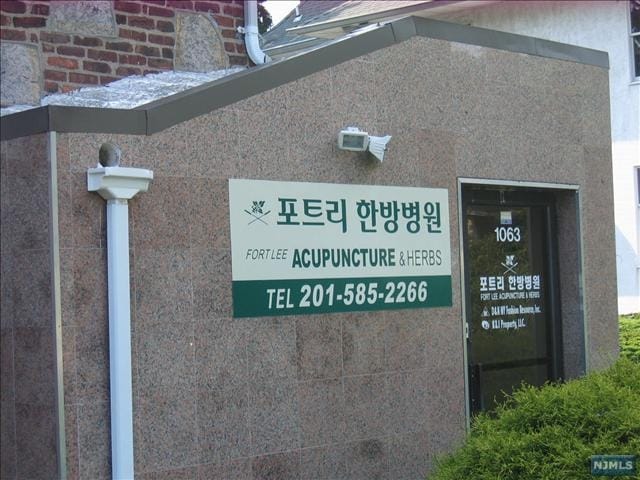 포트리 한방병원
FORT LEE ACUPUNCTURE & HERBS
TEL 201-585-2266
1063
포트리 한방병원
FORT LEE ACUPUNCTURE & HERBS
NY Fashion Resource, Inc.
Property, LLC.
NJMLS